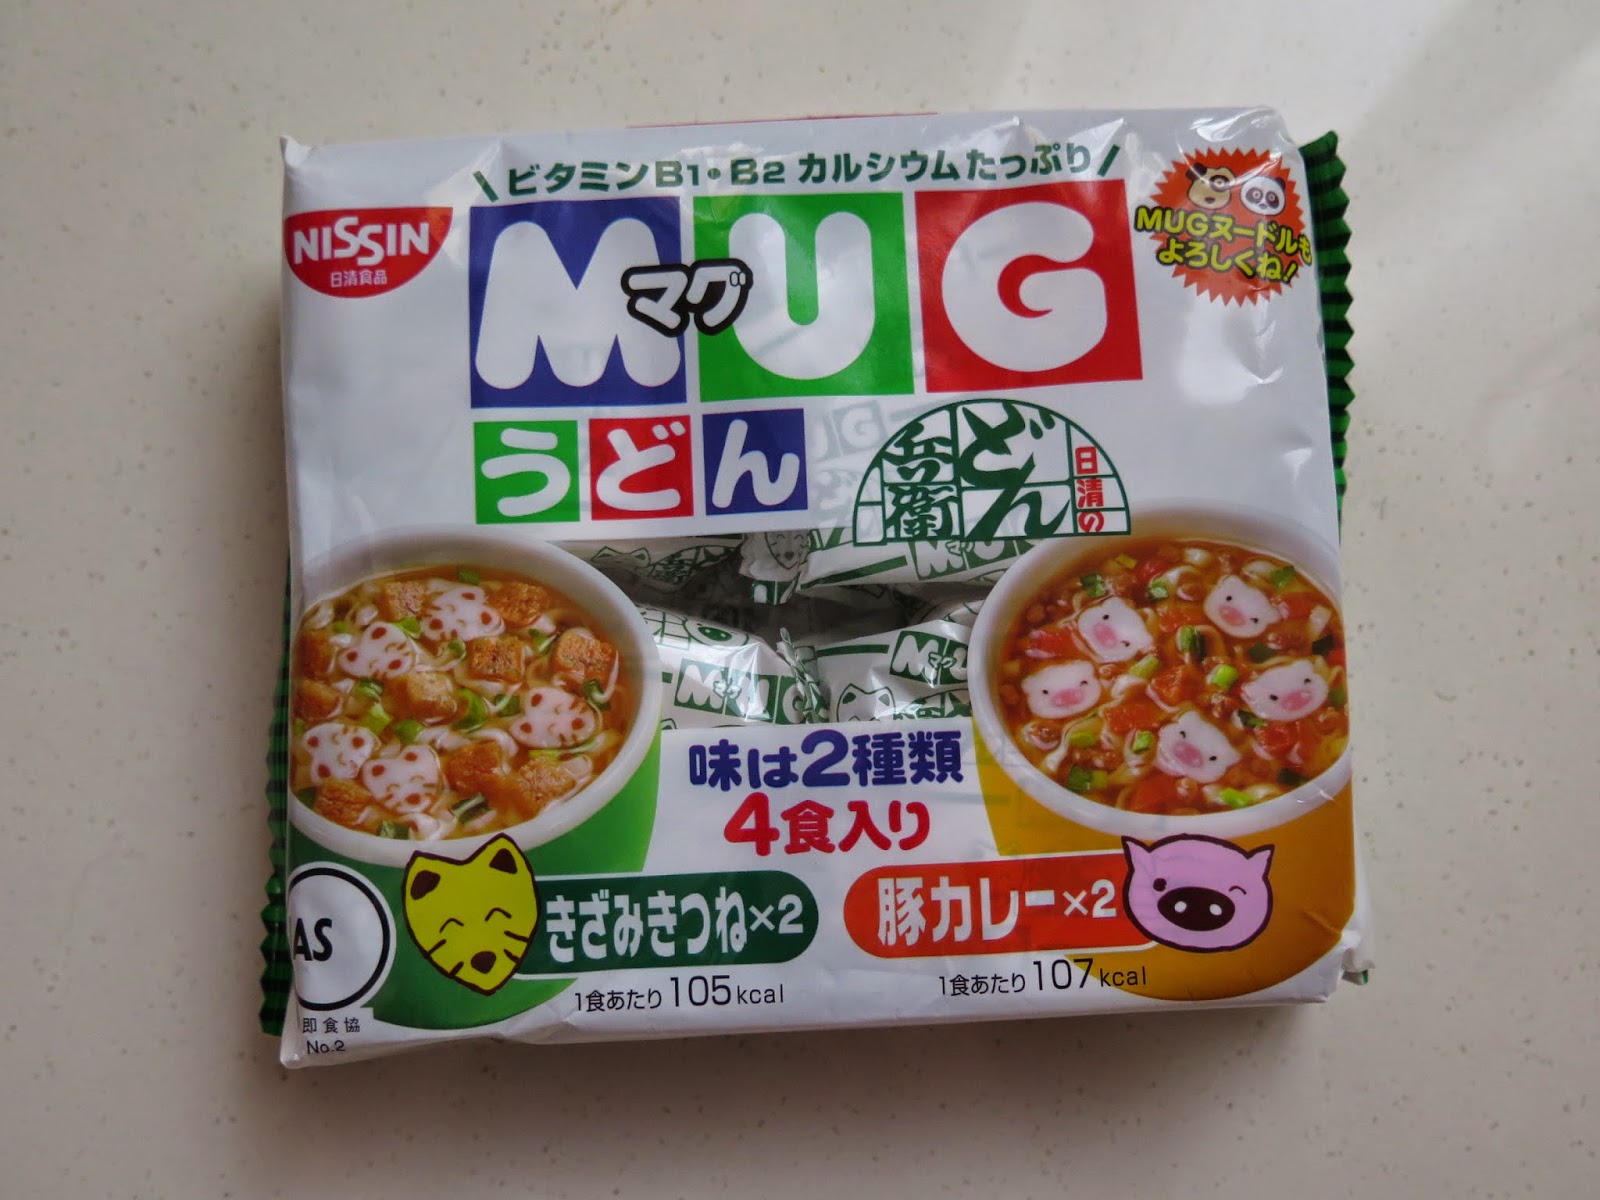 \ビタミンB1・B2 カルシウムたっぷり/
NISSIN
日清食品
MUG
マグ
MUGヌードルも
よろしくね!
うどん
日清の
どん
兵衛
味は2種類
4食入り
きざみきつね×2
豚カレー×2
1食あたり105kcal
1食あたり107kcal
AS
即食協
No.2